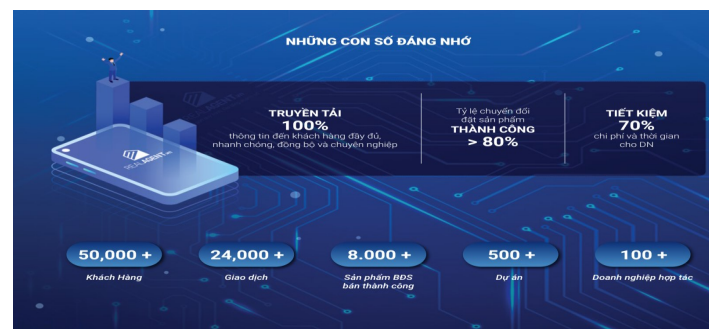 NHỮNG CON SỐ ĐÁNG NHỚ
TRUYỀN TẢI
100%
thông tin đến khách hàng đầy đủ,
nhanh chóng, đồng bộ và chuyên nghiệp
Tỷ lệ chuyển đổi
đặt sản phẩm
THÀNH CÔNG
> 80%
TIẾT KIỆM
70%
chi phí và thời gian
cho DN
REALAGENT
50,000 +
Khách Hàng
24,000 +
Giao dịch
8.000 +
Sản phẩm BĐS
bán thành công
500 +
Dự án
100 +
Doanh nghiệp hợp tác